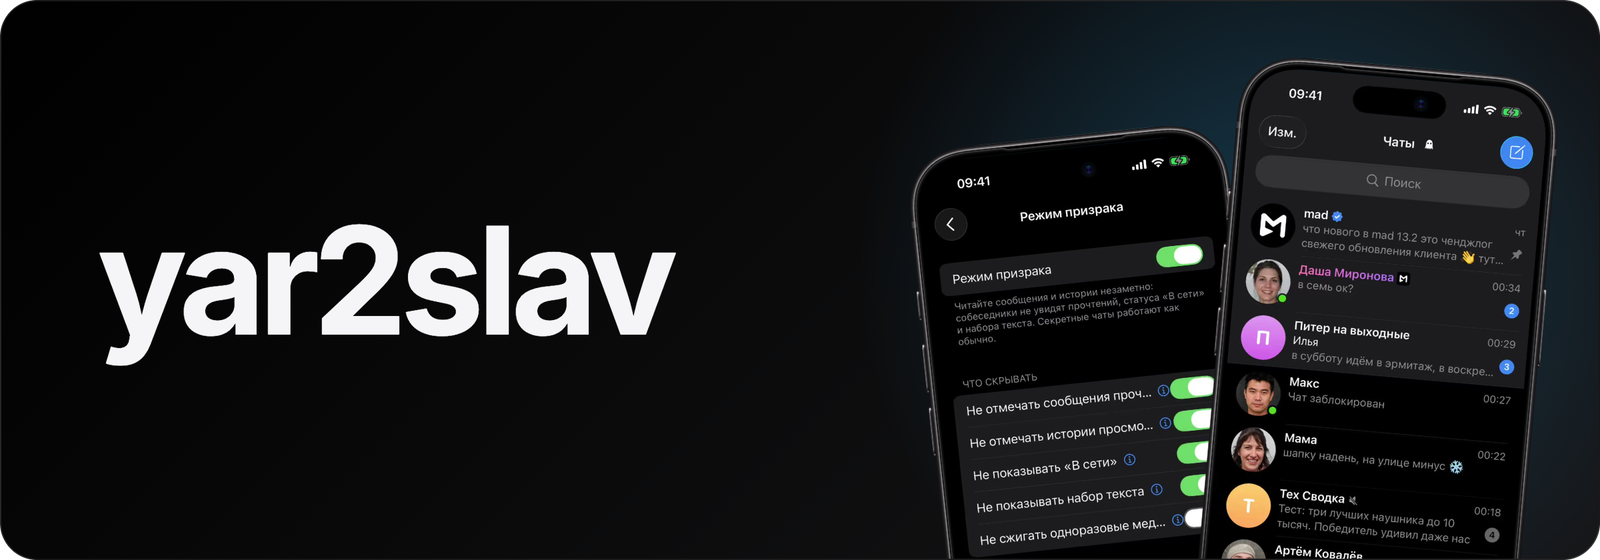 yar2slav
09:41
Режим призрака
Режим призрака
Читайте сообщения и истории незаметно:
собеседники не увидят прочтений, статуса «В сети»
и набора текста. Секретные чаты работают как
обычно.
ЧТО СКРЫВАТЬ
Не отмечать сообщения проч...
Не отмечать истории просмо...
Не показывать «В сети»
Не показывать набор текста
Не сжигать одноразовые мед...
09:41
Изм.
Чаты
Поиск
mad
чт
что нового в mad 13.2 это ченджлог
свежего обновления клиента 👋 тут...
Даша Миронова
00:34
в семь ок?
2
П
Питер на выходные
00:29
Илья
в субботу идём в эрмитаж, в воскре...
3
Макс
00:27
Чат заблокирован
Мама
00:22
шапку надень, на улице минус ❄️
Т
Тех Сводка
00:18
Тест: три лучших наушника до 10
тысяч. Победитель удивил даже нас
4
Артём Ковалёв